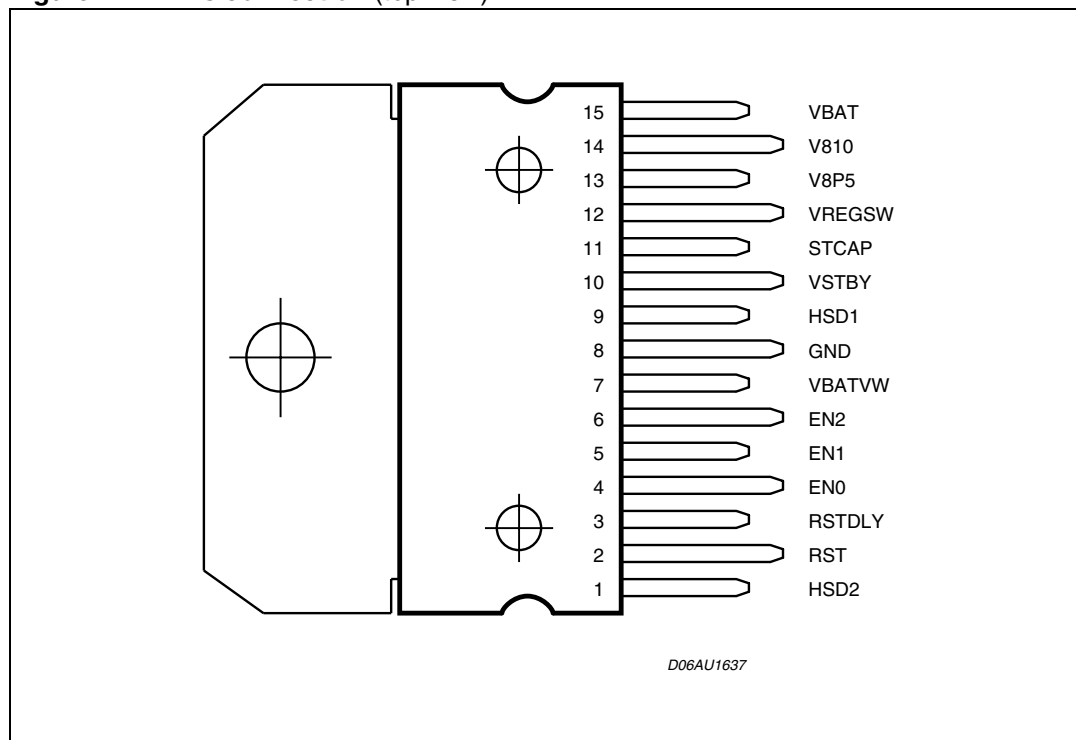 15 VBAT
14 V810
13 V8P5
12 VREGSW
11 STCAP
10 VSTBY
9 HSD1
8 GND
7 VBATVW
6 EN2
5 EN1
4 EN0
3 RSTDLY
2 RST
1 HSD2
D06AU1637